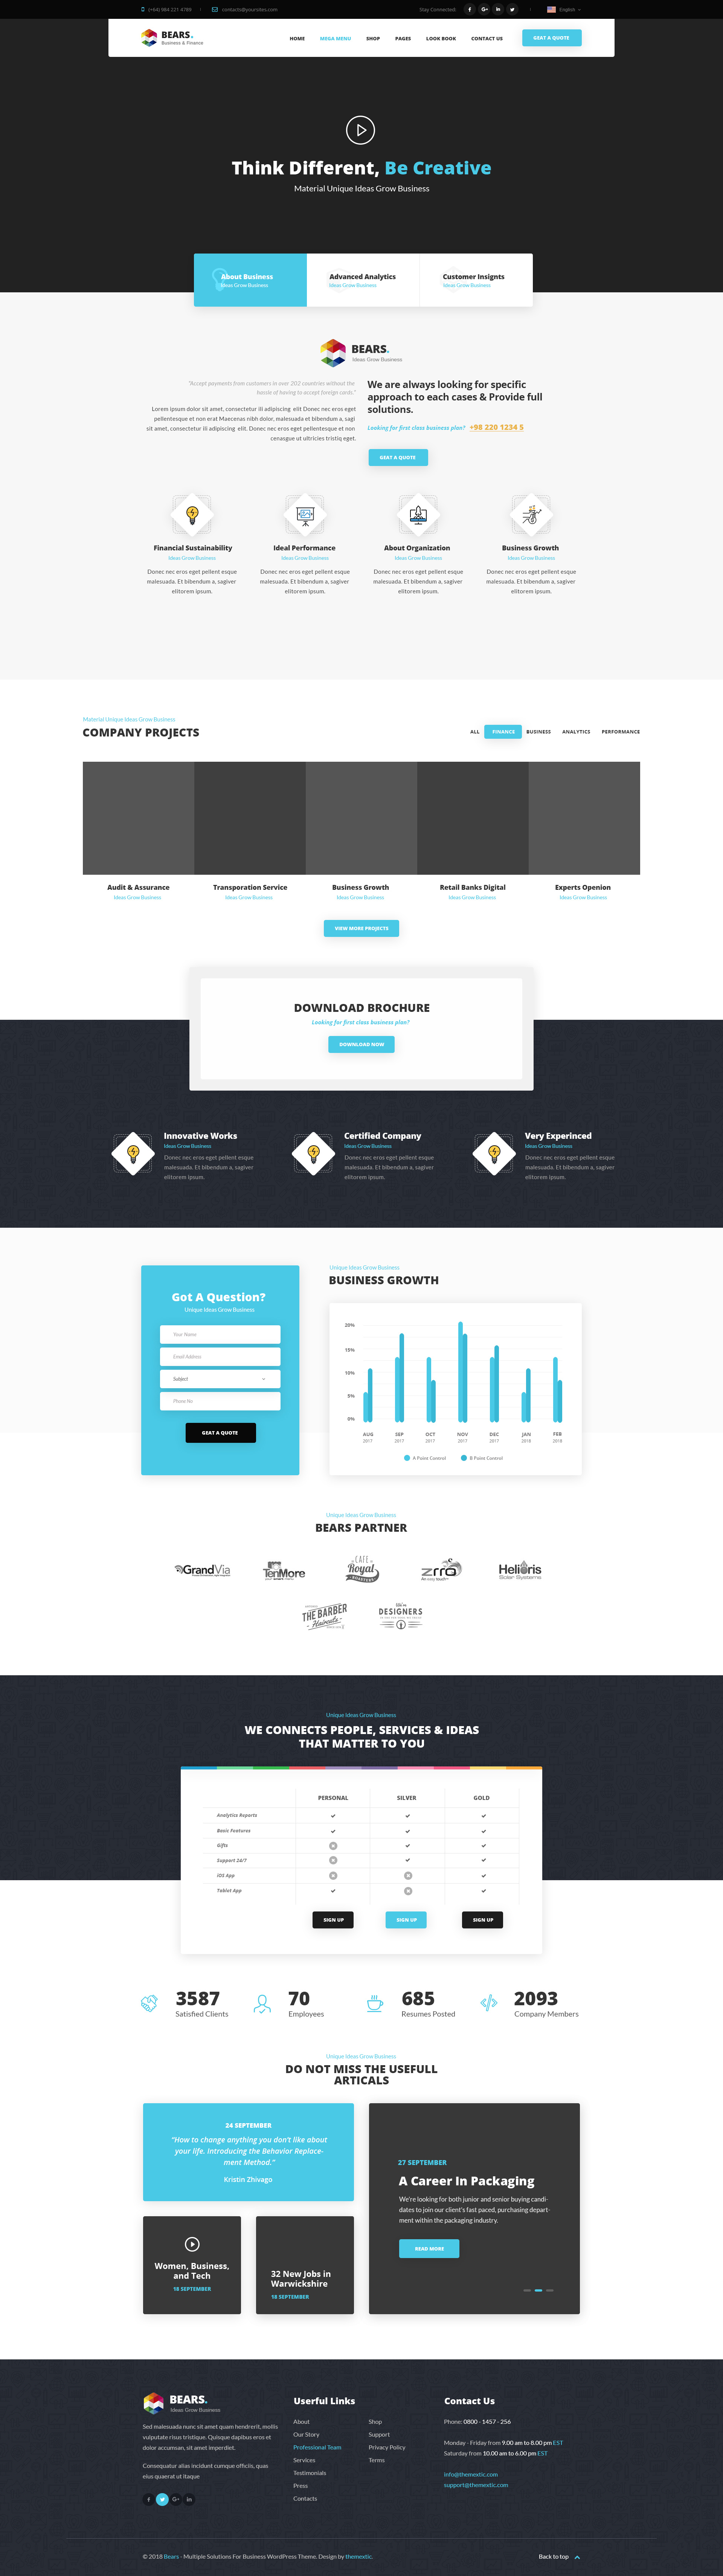 (+64) 984 221 4789
contacts@yoursites.com
Stay Connected:
English
BEARS.
Business & Finance
HOME
MEGA MENU
SHOP
PAGES
LOOK BOOK
CONTACT US
GEAT A QUOTE
Think Different, Be Creative
Material Unique Ideas Grow Business
About Business
Ideas Grow Business
Advanced Analytics
Ideas Grow Business
Customer Insignts
Ideas Grow Business
BEARS.
Ideas Grow Business
"Accept payments from customers in over 202 countries without the
hassle of having to accept foreign cards."
Lorem ipsum dolor sit amet, consectetur ili adipiscing elit Donec nec eros eget
pellentesque et non erat Maecenas nibh dolor, malesuada et bibendum a, sagi
sit amet, consectetur ili adipiscing elit. Donec nec eros eget pellentesque et non
cenasgue ut ultricies tristiq eget.
We are always looking for specific
approach to each cases & Provide full
solutions.
Looking for first class business plan? +98 220 1234 5
GEAT A QUOTE
Financial Sustainability
Ideas Grow Business
Donec nec eros eget pellent esque
malesuada. Et bibendum a, sagiver
elitorem ipsum.
Ideal Performance
Ideas Grow Business
Donec nec eros eget pellent esque
malesuada. Et bibendum a, sagiver
elitorem ipsum.
About Organization
Ideas Grow Business
Donec nec eros eget pellent esque
malesuada. Et bibendum a, sagiver
elitorem ipsum.
Business Growth
Ideas Grow Business
Donec nec eros eget pellent esque
malesuada. Et bibendum a, sagiver
elitorem ipsum.
Material Unique Ideas Grow Business
COMPANY PROJECTS
ALL
FINANCE
BUSINESS
ANALYTICS
PERFORMANCE
Audit & Assurance
Ideas Grow Business
Transporation Service
Ideas Grow Business
Business Growth
Ideas Grow Business
Retail Banks Digital
Ideas Grow Business
Experts Openion
Ideas Grow Business
VIEW MORE PROJECTS
DOWNLOAD BROCHURE
Looking for first class business plan?
DOWNLOAD NOW
Innovative Works
Ideas Grow Business
Donec nec eros eget pellent esque
malesuada. Et bibendum a, sagiver
elitorem ipsum.
Certified Company
Ideas Grow Business
Donec nec eros eget pellent esque
malesuada. Et bibendum a, sagiver
elitorem ipsum.
Very Experinced
Ideas Grow Business
Donec nec eros eget pellent esque
malesuada. Et bibendum a, sagiver
elitorem ipsum.
Got A Question?
Unique Ideas Grow Business
Your Name
Email Address
Subject
Phone No
GEAT A QUOTE
Unique Ideas Grow Business
BUSINESS GROWTH
20%
15%
10%
5%
0%
AUG
2017
SEP
2017
OCT
2017
NOV
2017
DEC
2017
JAN
2018
FEB
2018
A Point Control
B Point Control
Unique Ideas Grow Business
BEARS PARTNER
GrandVia
TenMore
CAFE
Royal
zrro
Helioris
Solar Systems
THE BARBER
Haircuts
DESIGNERS
Unique Ideas Grow Business
WE CONNECTS PEOPLE, SERVICES & IDEAS
THAT MATTER TO YOU
PERSONAL
SILVER
GOLD
Analytics Reports
Basic Features
Gifts
Support 24/7
iOS App
Tablet App
SIGN UP
SIGN UP
SIGN UP
3587
Satisfied Clients
70
Employees
685
Resumes Posted
2093
Company Members
Unique Ideas Grow Business
DO NOT MISS THE USEFULL
ARTICALS
24 SEPTEMBER
"How to change anything you don't like about
your life. Introducing the Behavior Replace-
ment Method."
Kristin Zhivago
Women, Business,
and Tech
18 SEPTEMBER
32 New Jobs in
Warwickshire
18 SEPTEMBER
27 SEPTEMBER
A Career In Packaging
We're looking for both junior and senior buying candi-
dates to join our client's fast paced, purchasing depart-
ment within the packaging industry.
READ MORE
BEARS.
Ideas Grow Business
Sed malesuada nunc sit amet quam hendrerit, mollis
vulputate risus tristique. Quisque dapibus eros et
dolor accumsan, sit amet imperdiet.
Consequatur alias incidunt cumque officiis, quas
eius quaerat ut itaque
Userful Links
About
Our Story
Professional Team
Services
Testimonials
Press
Contacts
Shop
Support
Privacy Policy
Terms
Contact Us
Phone: 0800 - 1457 - 256
Monday - Friday from 9.00 am to 8.00 pm EST
Saturday from 10.00 am to 6.00 pm EST
info@themextic.com
support@themextic.com
© 2018 Bears - Multiple Solutions For Business WordPress Theme. Design by themextic.
Back to top